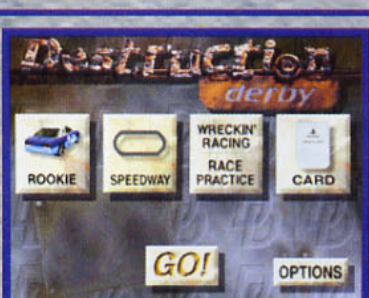 Destruction
derby
ROOKIE
SPEEDWAY
WRECKIN'
RACING
RACE
PRACTICE
CARD
GO!
OPTIONS